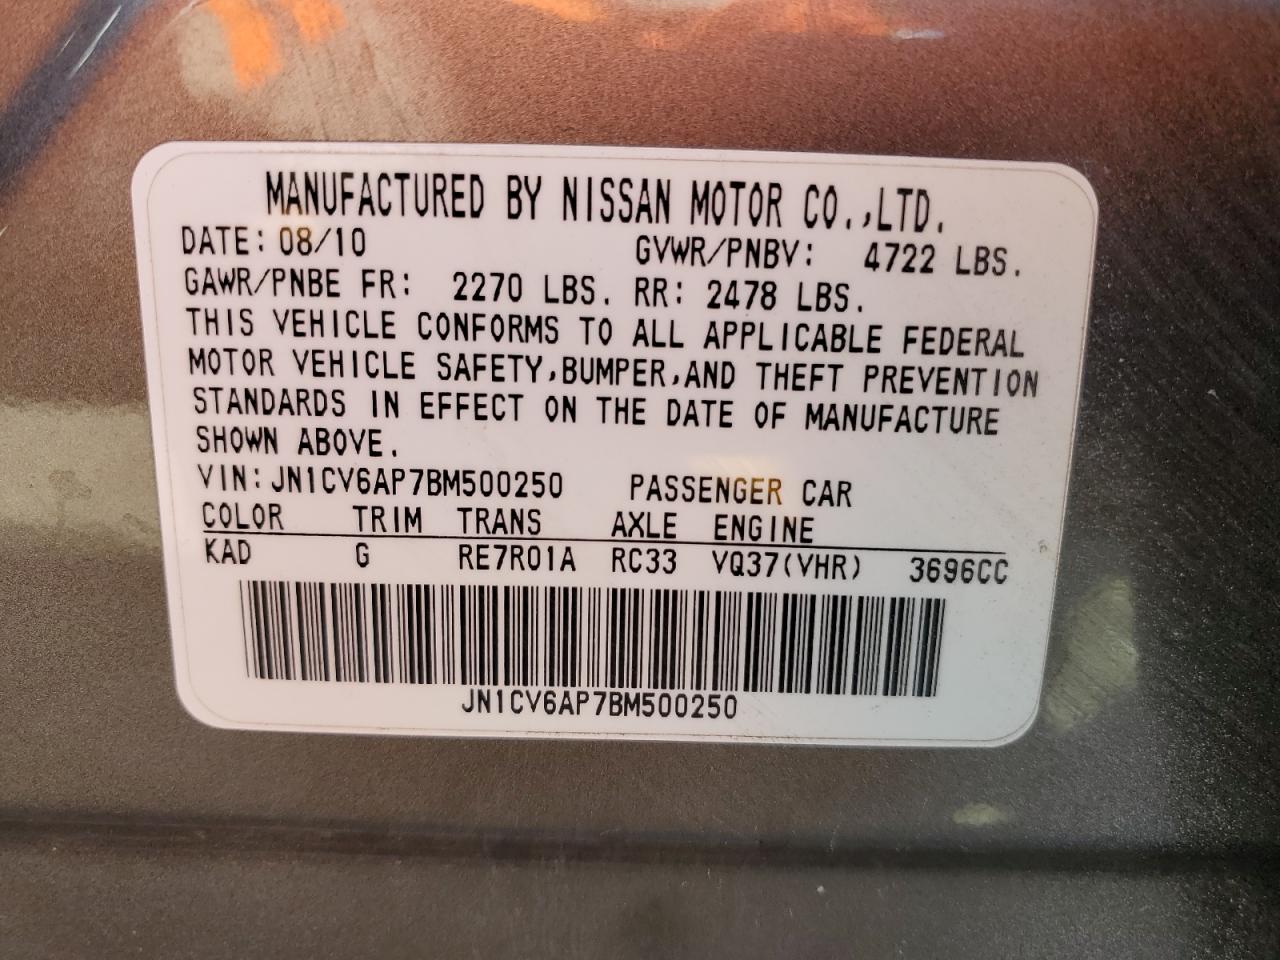 MANUFACTURED BY NISSAN MOTOR CO.,LTD.
DATE: 08/10 GVWR/PNBV: 4722 LBS.
GAWR/PNBE FR: 2270 LBS. RR: 2478 LBS.
THIS VEHICLE CONFORMS TO ALL APPLICABLE FEDERAL
MOTOR VEHICLE SAFETY,BUMPER,AND THEFT PREVENTION
STANDARDS IN EFFECT ON THE DATE OF MANUFACTURE
SHOWN ABOVE.
VIN:JN1CV6AP7BM500250 PASSENGER CAR
COLOR TRIM TRANS AXLE ENGINE
KAD G RE7R01A RC33 VQ37(VHR) 3696CC
JN1CV6AP7BM500250